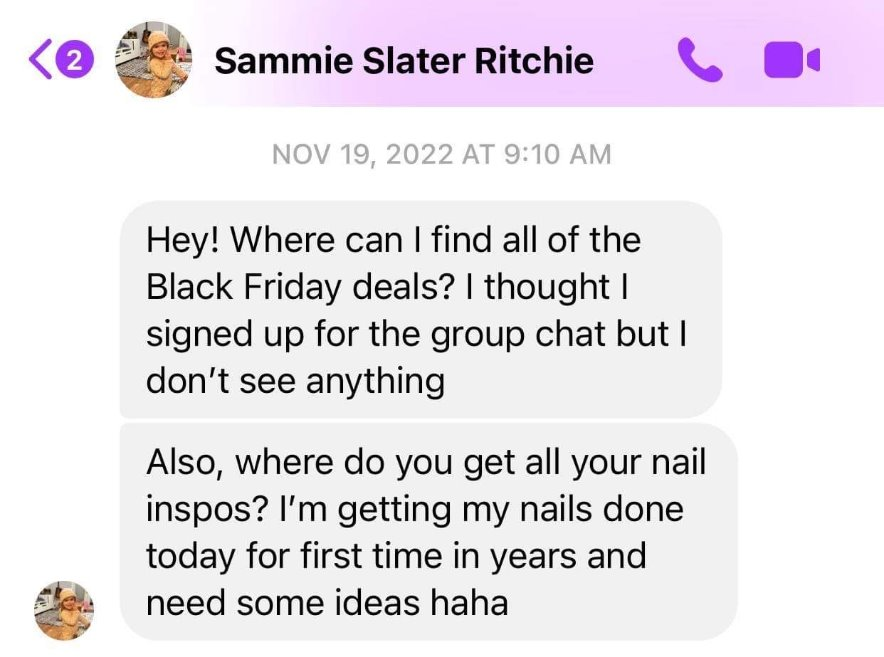 2
Sammie Slater Ritchie
NOV 19, 2022 AT 9:10 AM
Hey! Where can I find all of the
Black Friday deals? I thought I
signed up for the group chat but I
don’t see anything
Also, where do you get all your nail
inspos? I’m getting my nails done
today for first time in years and
need some ideas haha